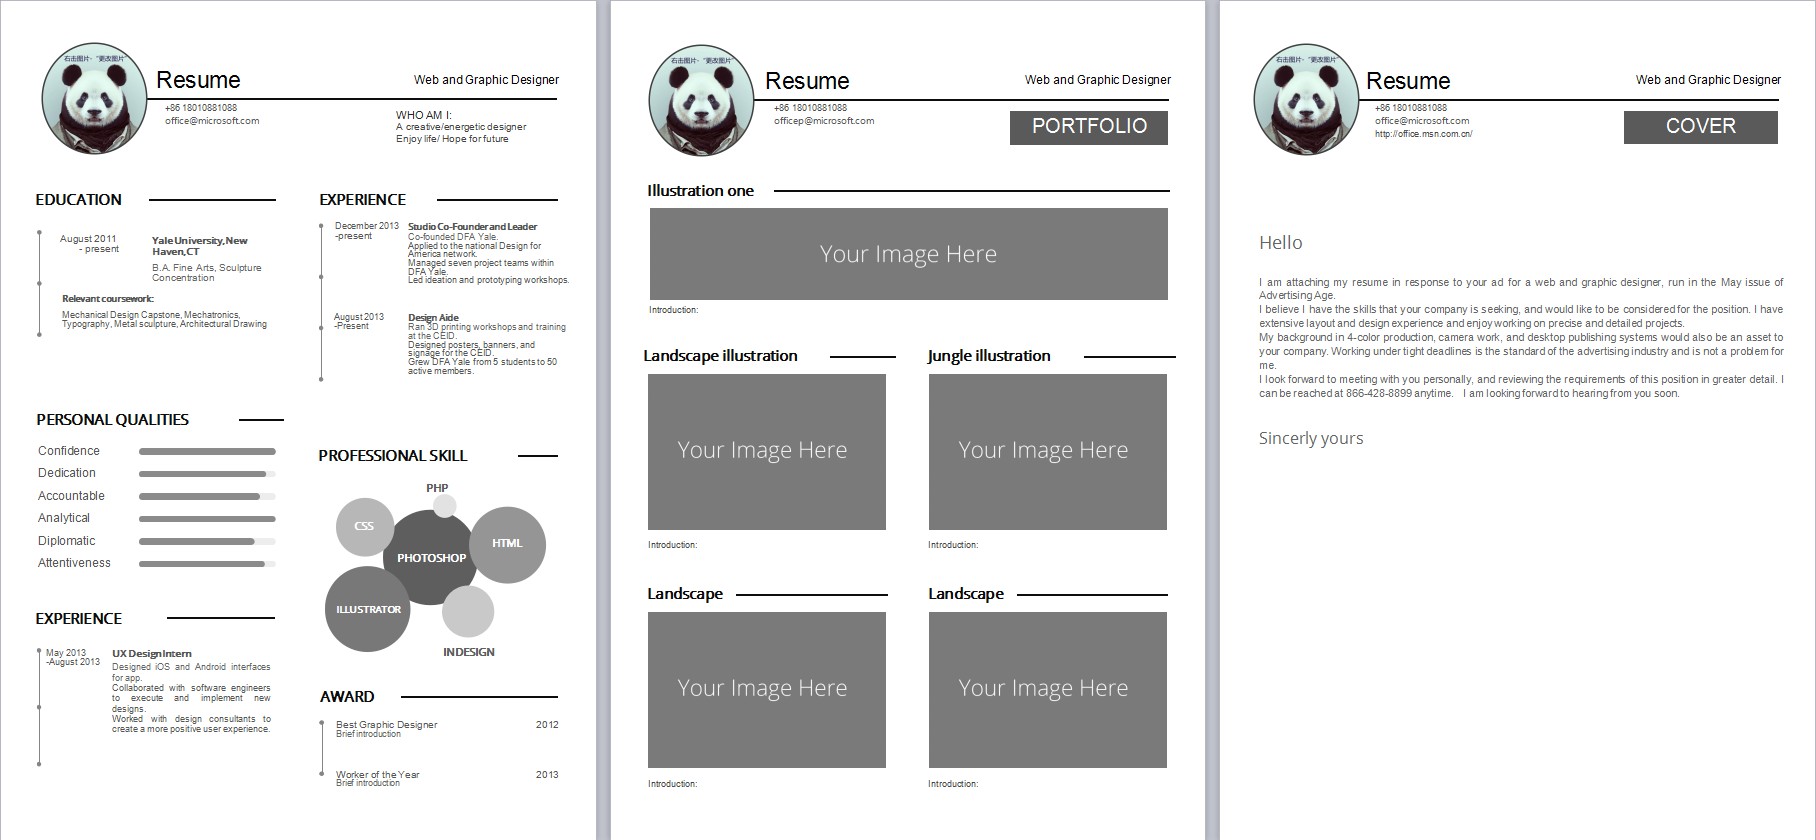 右击图片-“更改图片”
Resume
Web and Graphic Designer
+86 18010881088
office@microsoft.com
WHO AM I:
A creative/energetic designer
Enjoy life/ Hope for future
EDUCATION
August 2011
- present
Yale University, New
Haven, CT
B.A. Fine Arts, Sculpture
Concentration
Relevant coursework:
Mechanical Design Capstone, Mechatronics,
Typography, Metal sculpture, Architectural Drawing
PERSONAL QUALITIES
Confidence
Dedication
Accountable
Analytical
Diplomatic
Attentiveness
EXPERIENCE
May 2013
-August 2013
UX Design Intern
Designed iOS and Android interfaces
for app.
Collaborated with software engineers
to execute and implement new
designs.
Worked with design consultants to
create a more positive user experience.
EXPERIENCE
December 2013
-present
Studio Co-Founder and Leader
Co-founded DFA Yale.
Applied to the national Design for
America network.
Managed seven project teams within
DFA Yale.
Led ideation and prototyping workshops.
August 2013
-Present
Design Aide
Ran 3D printing workshops and training
at the CEID.
Designed posters, banners, and
signage for the CEID.
Grew DFA Yale from 5 students to 50
active members.
PROFESSIONAL SKILL
PHP
CSS
PHOTOSHOP
HTML
ILLUSTRATOR
INDESIGN
AWARD
Best Graphic Designer 2012
Brief introduction
Worker of the Year 2013
Brief introduction
右击图片-“更改图片”
Resume
Web and Graphic Designer
+86 18010881088
officep@microsoft.com
PORTFOLIO
Illustration one
Your Image Here
Introduction:
Landscape illustration
Your Image Here
Introduction:
Jungle illustration
Your Image Here
Introduction:
Landscape
Your Image Here
Introduction:
Landscape
Your Image Here
Introduction:
右击图片-“更改图片”
Resume
Web and Graphic Designer
+86 18010881088
office@microsoft.com
http://office.msn.com.cn/
COVER
Hello
I am attaching my resume in response to your ad for a web and graphic designer, run in the May issue of
Advertising Age.
I believe I have the skills that your company is seeking, and would like to be considered for the position. I have
extensive layout and design experience and enjoy working on precise and detailed projects.
My background in 4-color production, camera work, and desktop publishing systems would also be an asset to
your company. Working under tight deadlines is the standard of the advertising industry and is not a problem for
me.
I look forward to meeting with you personally, and reviewing the requirements of this position in greater detail. I
can be reached at 866-428-8899 anytime. I am looking forward to hearing from you soon.
Sincerly yours